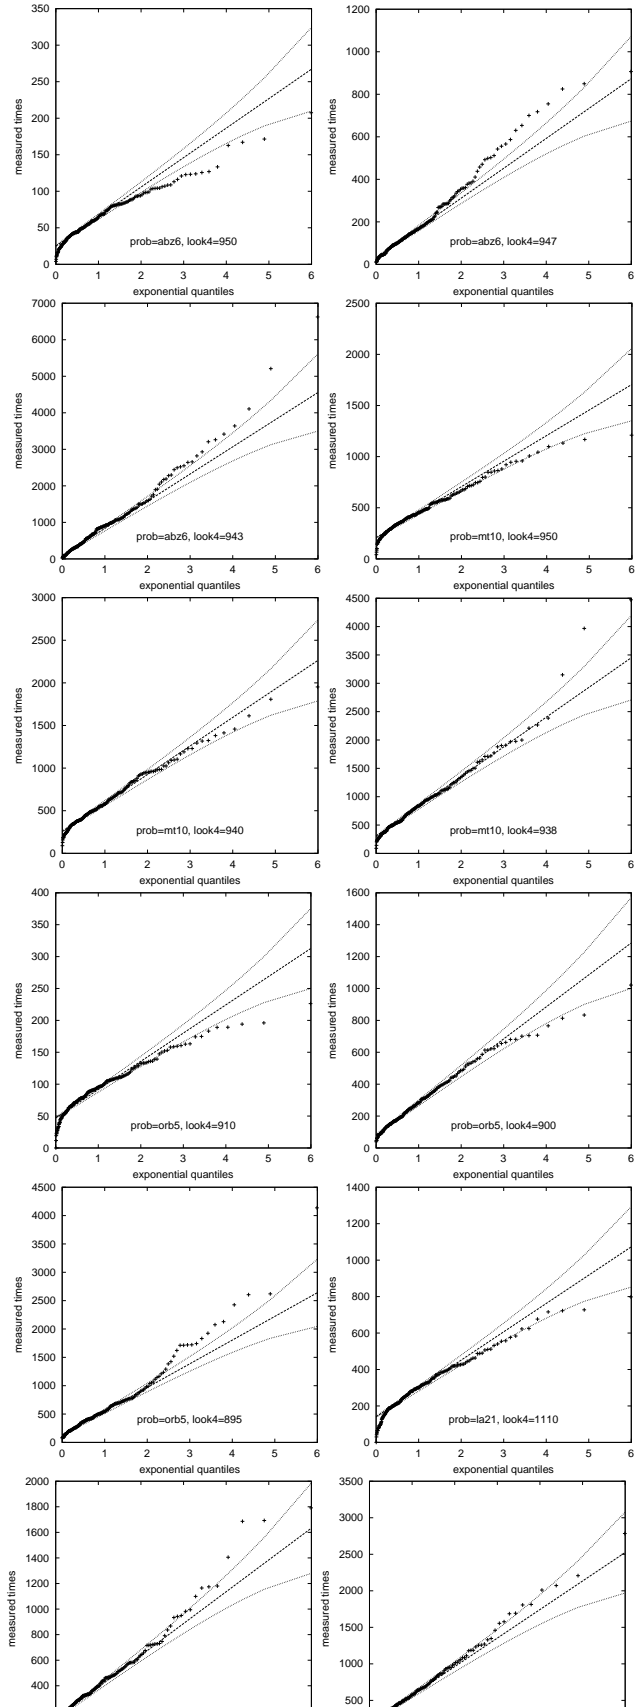 350
300
250
200
150
100
50
0
measured times
prob=abz6, look4=950
0 1 2 3 4 5 6
exponential quantiles
1200
1000
800
600
400
200
0
measured times
prob=abz6, look4=947
0 1 2 3 4 5 6
exponential quantiles
7000
6000
5000
4000
3000
2000
1000
0
measured times
prob=abz6, look4=943
0 1 2 3 4 5 6
exponential quantiles
2500
2000
1500
1000
500
0
measured times
prob=mt10, look4=950
0 1 2 3 4 5 6
exponential quantiles
3000
2500
2000
1500
1000
500
0
measured times
prob=mt10, look4=940
0 1 2 3 4 5 6
exponential quantiles
4500
4000
3500
3000
2500
2000
1500
1000
500
0
measured times
prob=mt10, look4=938
0 1 2 3 4 5 6
exponential quantiles
400
350
300
250
200
150
100
50
0
measured times
prob=orb5, look4=910
0 1 2 3 4 5 6
exponential quantiles
1600
1400
1200
1000
800
600
400
200
0
measured times
prob=orb5, look4=900
0 1 2 3 4 5 6
exponential quantiles
4500
4000
3500
3000
2500
2000
1500
1000
500
0
measured times
prob=orb5, look4=895
0 1 2 3 4 5 6
exponential quantiles
1400
1200
1000
800
600
400
200
0
measured times
prob=la21, look4=1110
0 1 2 3 4 5 6
exponential quantiles
2000
1800
1600
1400
1200
1000
800
600
400
measured times
3500
3000
2500
2000
1500
1000
500
measured times